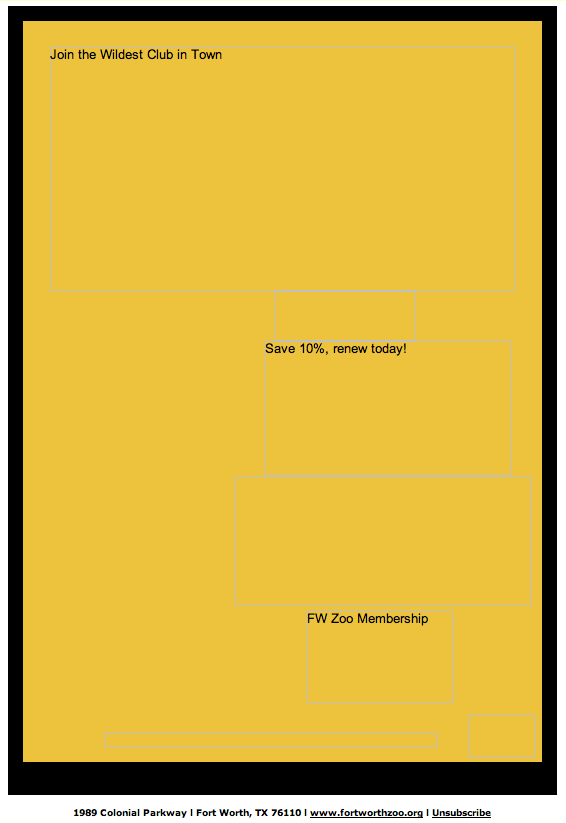 Join the Wildest Club in Town
Save 10%, renew today!
FW Zoo Membership
1989 Colonial Parkway | Fort Worth, TX 76110 | www.fortworthzoo.org | Unsubscribe